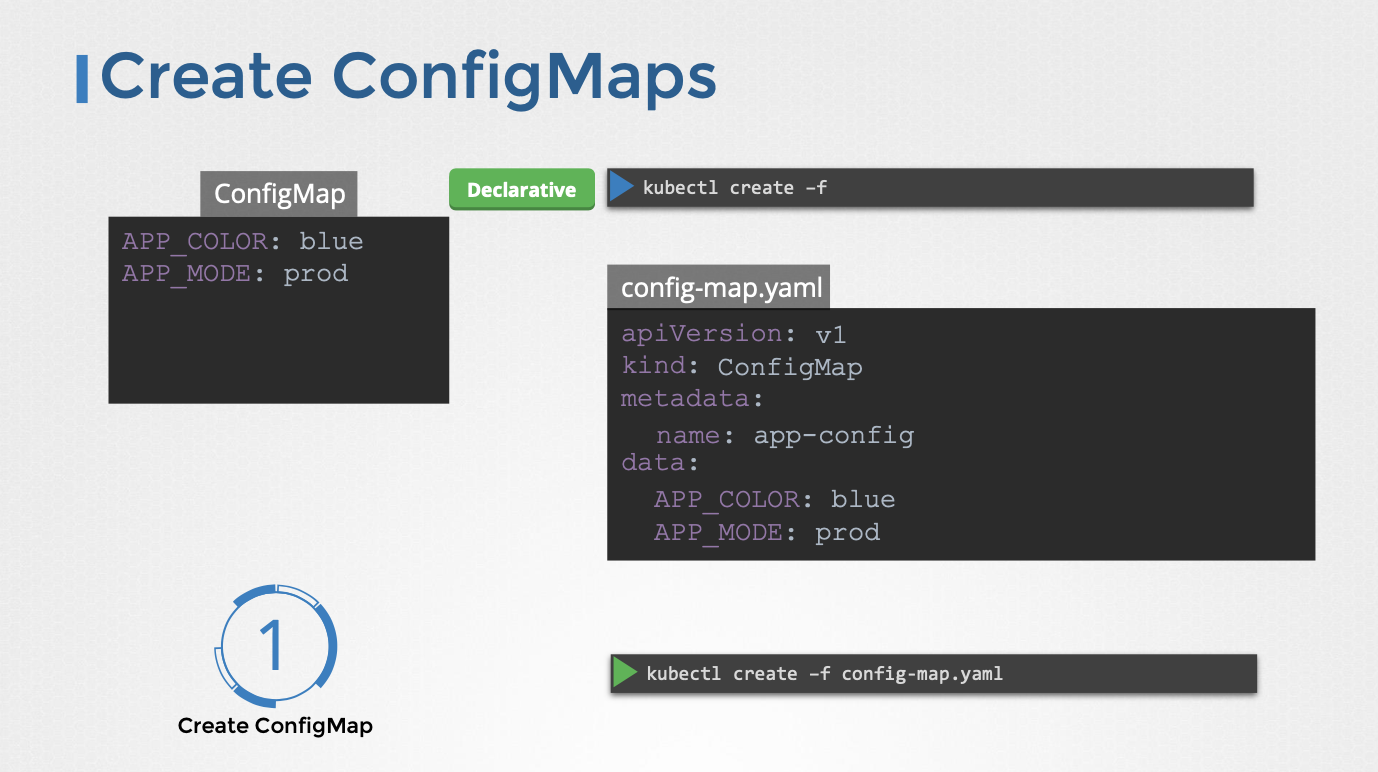 Create ConfigMaps
ConfigMap
APP_COLOR: blue
APP_MODE: prod
Declarative
kubectl create –f
config-map.yaml
apiVersion: v1
kind: ConfigMap
metadata:
  name: app-config
data:
  APP_COLOR: blue
  APP_MODE: prod
1
Create ConfigMap
kubectl create –f config-map.yaml